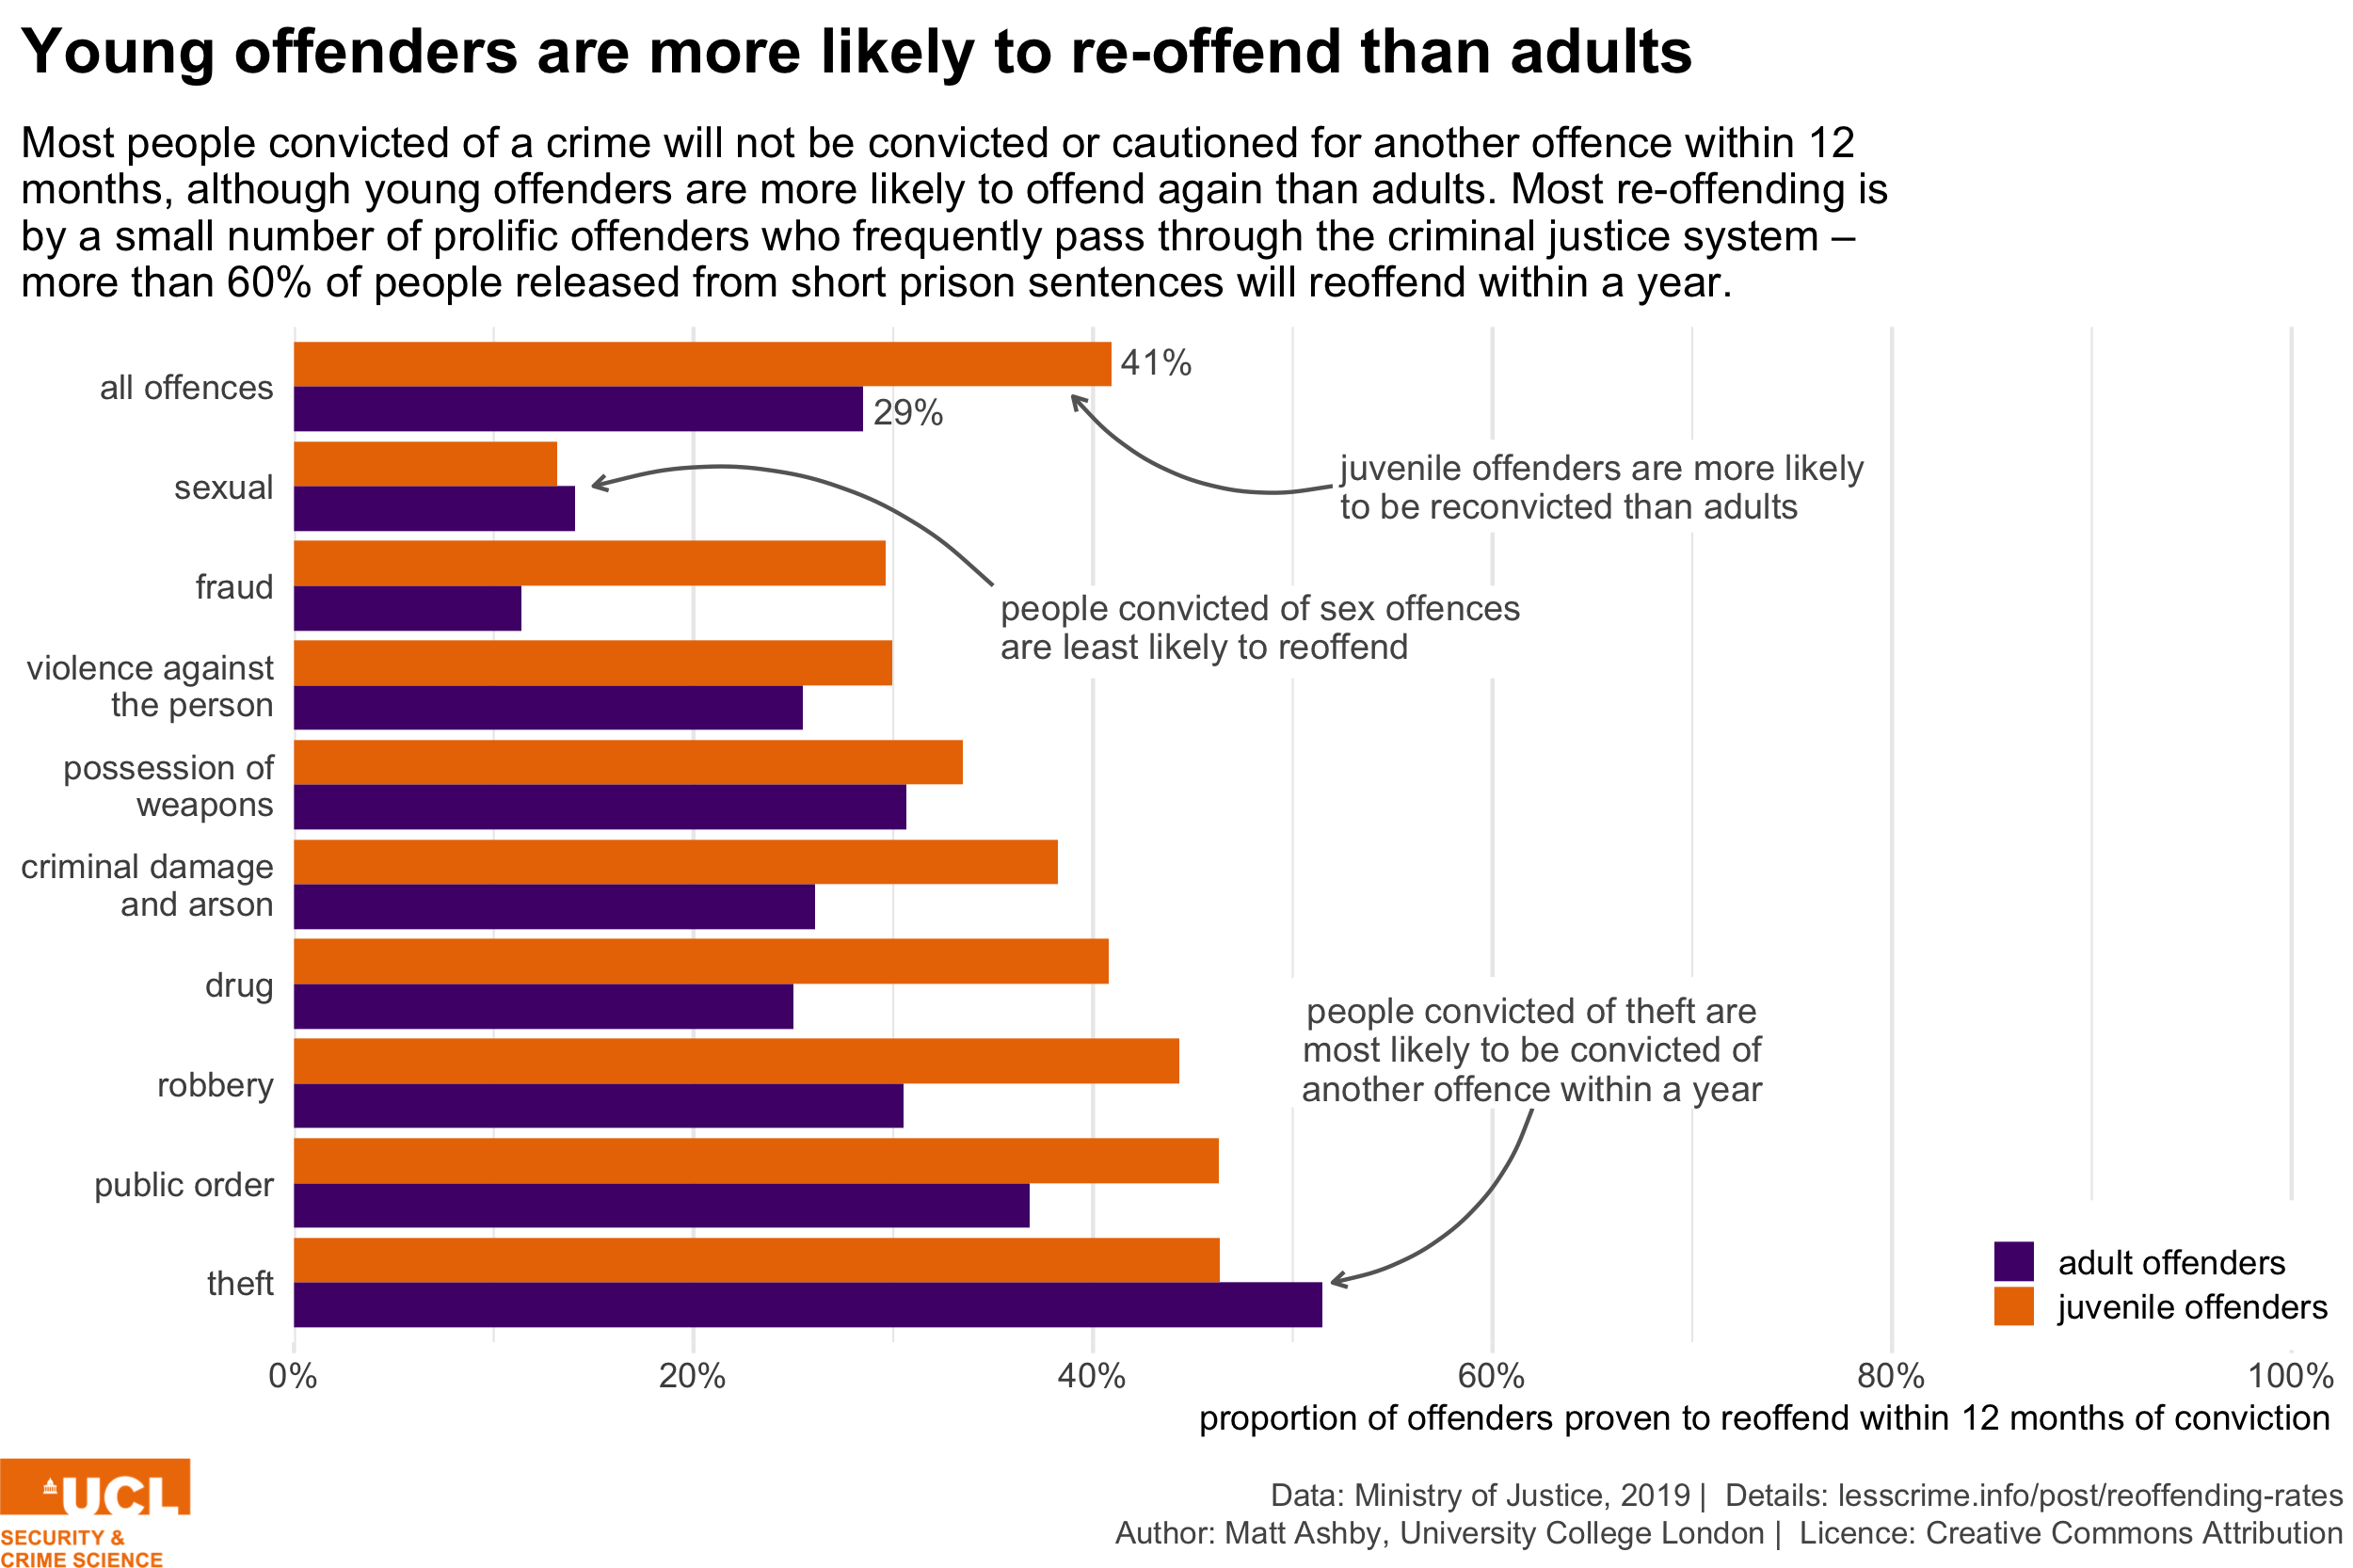 Young offenders are more likely to re-offend than adults
Most people convicted of a crime will not be convicted or cautioned for another offence within 12
months, although young offenders are more likely to offend again than adults. Most re-offending is
by a small number of prolific offenders who frequently pass through the criminal justice system –
more than 60% of people released from short prison sentences will reoffend within a year.
all offences
41%
29%
juvenile offenders are more likely
to be reconvicted than adults
sexual
fraud
people convicted of sex offences
are least likely to reoffend
violence against
the person
possession of
weapons
criminal damage
and arson
drug
people convicted of theft are
most likely to be convicted of
another offence within a year
robbery
public order
theft
adult offenders
juvenile offenders
0% 20% 40% 60% 80% 100%
proportion of offenders proven to reoffend within 12 months of conviction
UCL
SECURITY &
CRIME SCIENCE
Data: Ministry of Justice, 2019 | Details: lesscrime.info/post/reoffending-rates
Author: Matt Ashby, University College London | Licence: Creative Commons Attribution